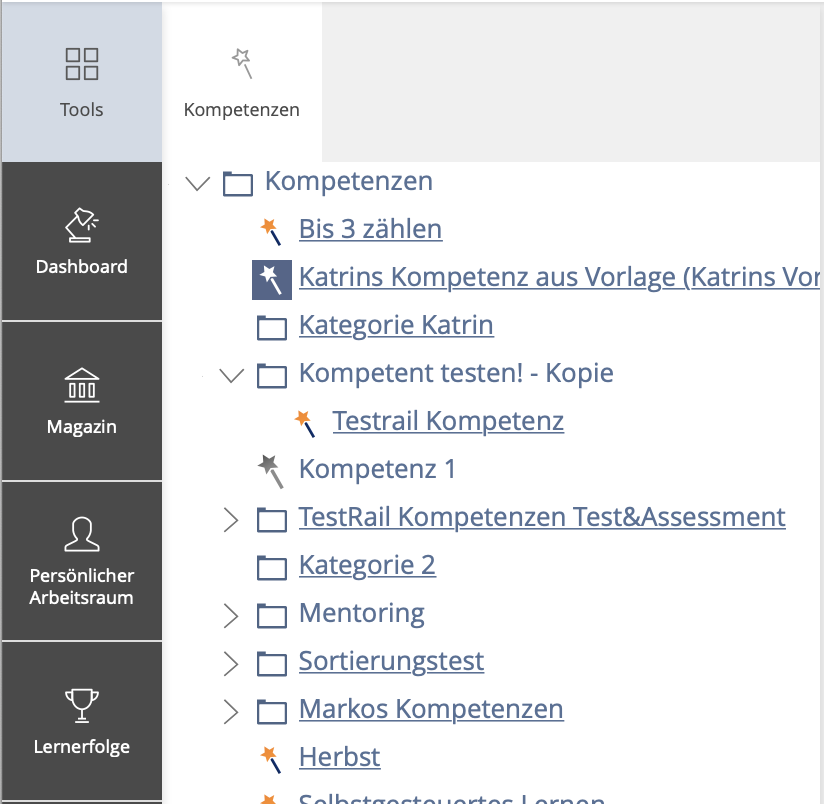 Tools
Kompetenzen
Dashboard
Magazin
Persönlicher
Arbeitsraum
Lernerfolge
Kompetenzen
Bis 3 zählen
Katrins Kompetenz aus Vorlage (Katrins Vor
Kategorie Katrin
Kompetent testen! - Kopie
Testrail Kompetenz
Kompetenz 1
TestRail Kompetenzen Test&Assessment
Kategorie 2
Mentoring
Sortierungstest
Markos Kompetenzen
Herbst
Selbstgesteuertes Lernen